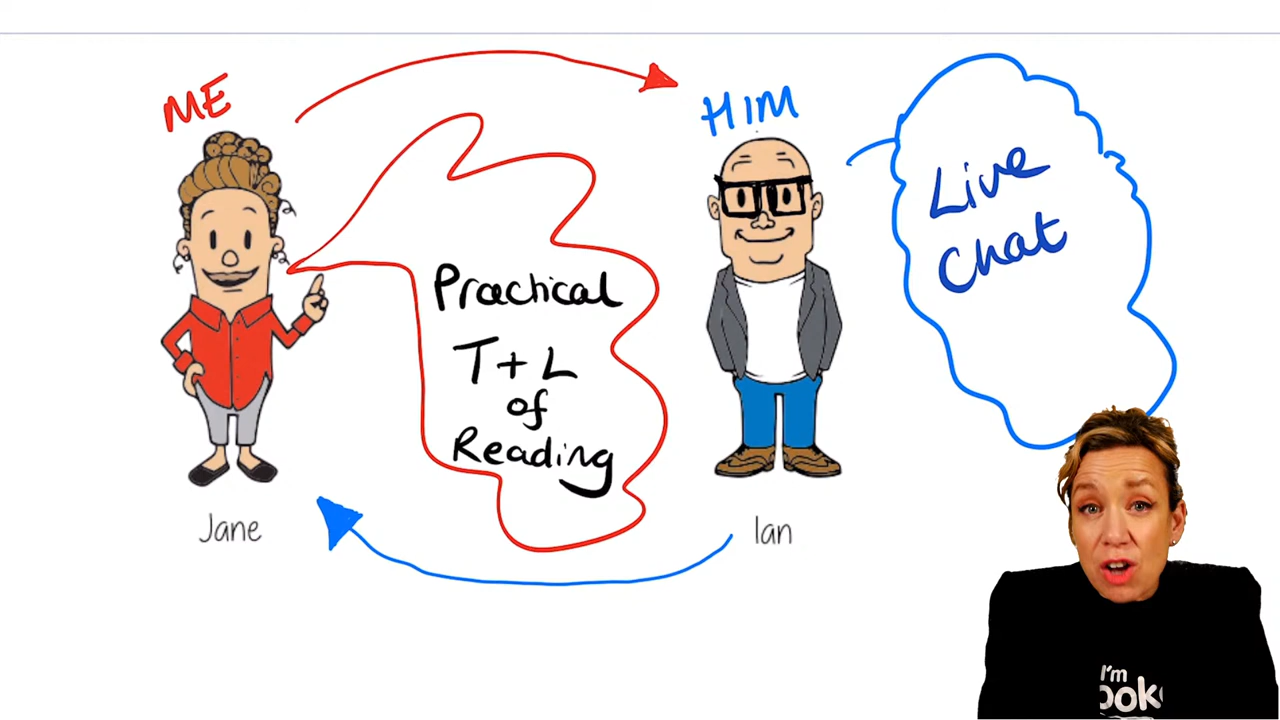 ME
HIM
Live
Chat
Practical
T + L
of
Reading
Jane
Ian
I'm